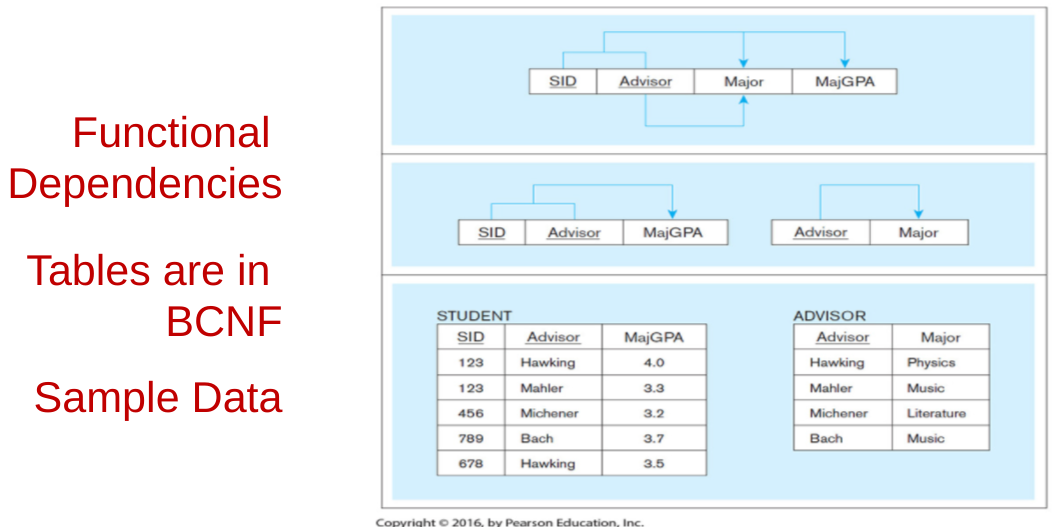 Functional
Dependencies
Tables are in
BCNF
Sample Data
SID Advisor Major MajGPA
SID Advisor MajGPA
Advisor Major
STUDENT
SID Advisor MajGPA
123 Hawking 4.0
123 Mahler 3.3
456 Michener 3.2
789 Bach 3.7
678 Hawking 3.5
ADVISOR
Advisor Major
Hawking Physics
Mahler Music
Michener Literature
Bach Music
Copyright © 2016, by Pearson Education, Inc.